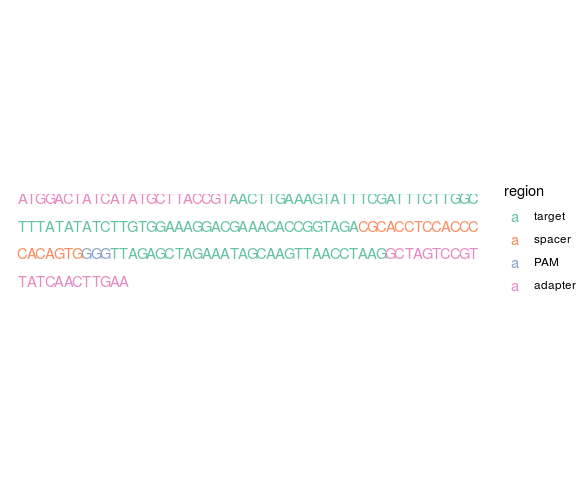 ATGGACTATCATATGCTTACCGTAACTTGAAAGTATTTCGATTTCTTGGC
TTTATATATCTTGTGGAAAGGACGAAACACCGGTAGACGCACCTCCACCC
CACAGTGGGGTTAGAGCTAGAAATAGCAAGTTAACCTAAGGCTAGTCCGT
TATCAACTTGAA
region
a target
a spacer
a PAM
a adapter